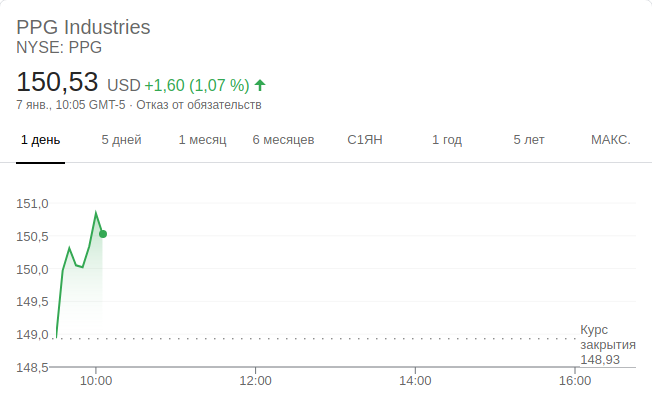 PPG Industries
NYSE: PPG
150,53 USD +1,60 (1,07 %)
7 янв., 10:05 GMT-5 · Отказ от обязательств
1 день 5 дней 1 месяц 6 месяцев С1ЯН 1 год 5 лет МАКС.
151,0
150,5
150,0
149,5
149,0
148,5
Курс
закрытия
148,93
10:00 12:00 14:00 16:00